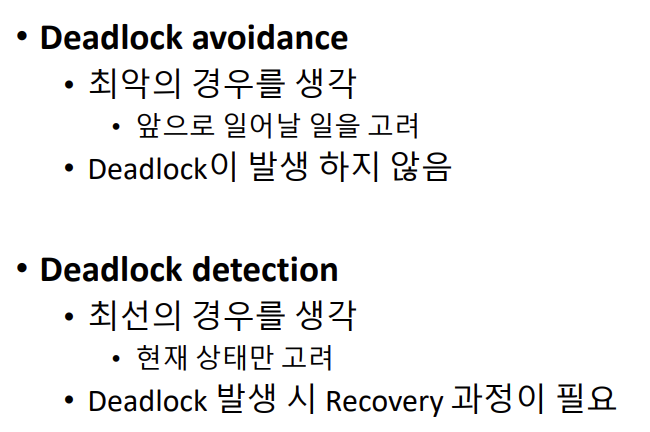 • Deadlock avoidance
• 최악의 경우를 생각
• 앞으로 일어날 일을 고려
• Deadlock이 발생 하지 않음
• Deadlock detection
• 최선의 경우를 생각
• 현재 상태만 고려
• Deadlock 발생 시 Recovery 과정이 필요